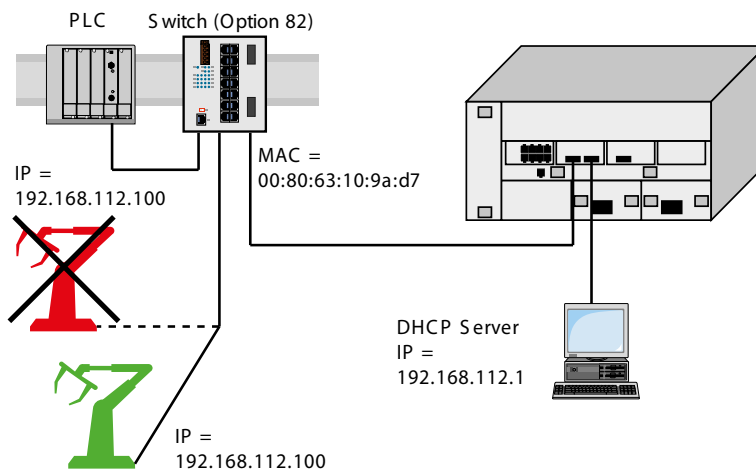 PLC
Switch (Option 82)
MAC =
00:80:63:10:9a:d7
IP =
192.168.112.100
DHCP Server
IP =
192.168.112.1
IP =
192.168.112.100